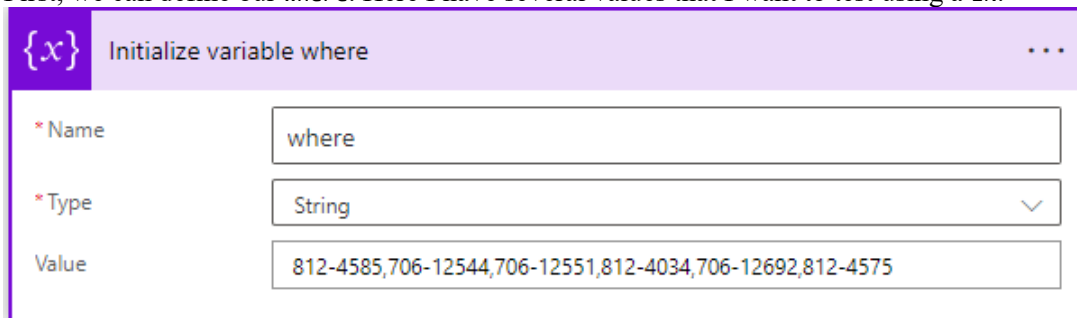 {x} Initialize variable where ...
* Name where
* Type String
Value 812-4585,706-12544,706-12551,812-4034,706-12692,812-4575